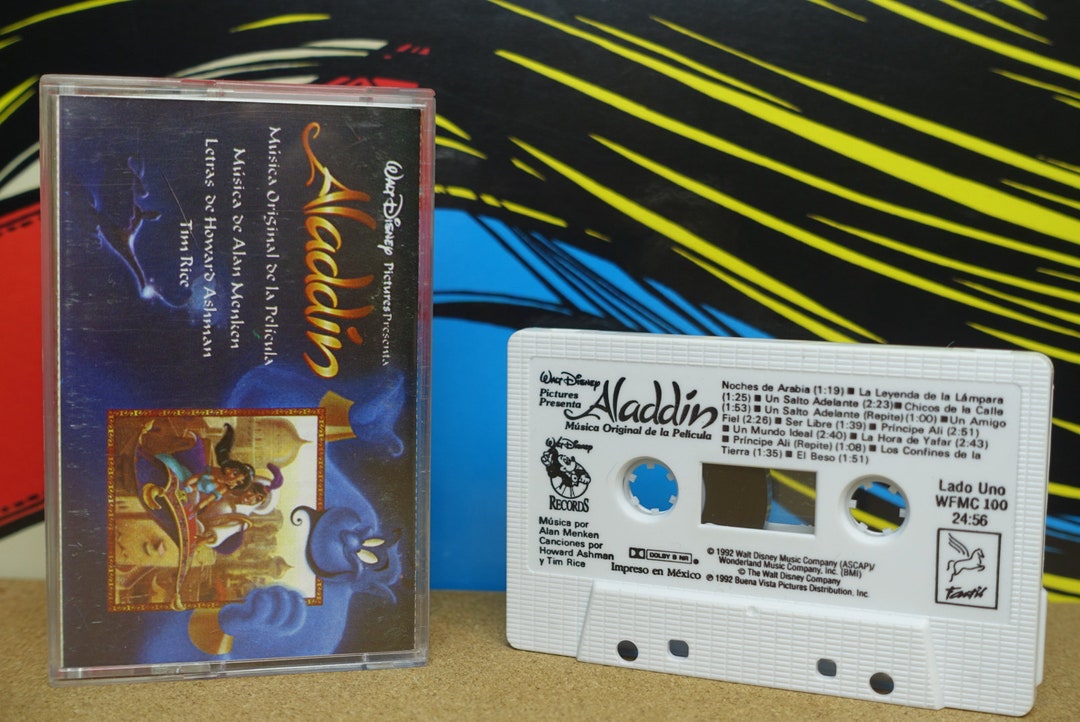 Walt Disney Pictures Presenta
Aladdin
Música Original de la Película
Música de Alan Menken
Letras de Howard Ashman
Tim Rice
Walt Disney
Pictures
Presenta
Aladdin
Música Original de la Película
Walt Disney
RECORDS
Música por
Alan Menken
Canciones por
Howard Ashman
y Tim Rice
Noches de Arabia (1:19) ■ La Leyenda de la Lámpara
(1:25) ■ Un Salto Adelante (2:23) ■ Chicos de la Calle
(1:53) ■ Un Salto Adelante (Repite) (1:00) ■ Un Amigo
Fiel (2:26) ■ Ser Libre (1:39) ■ Príncipe Alí (2:51)
■ Un Mundo Ideal (2:40) ■ La Hora de Yafar (2:43)
■ Príncipe Ali (Repite) (1:08) ■ Los Confines de la
Tierra (1:35) ■ El Beso (1:51)
Lado Uno
WFMC 100
24:56
DOLBY B NR
Impreso en México
© 1992 Walt Disney Music Company (ASCAP)/
Wonderland Music Company, Inc. (BMI)
© The Walt Disney Company
℗ 1992 Buena Vista Pictures Distribution, Inc.